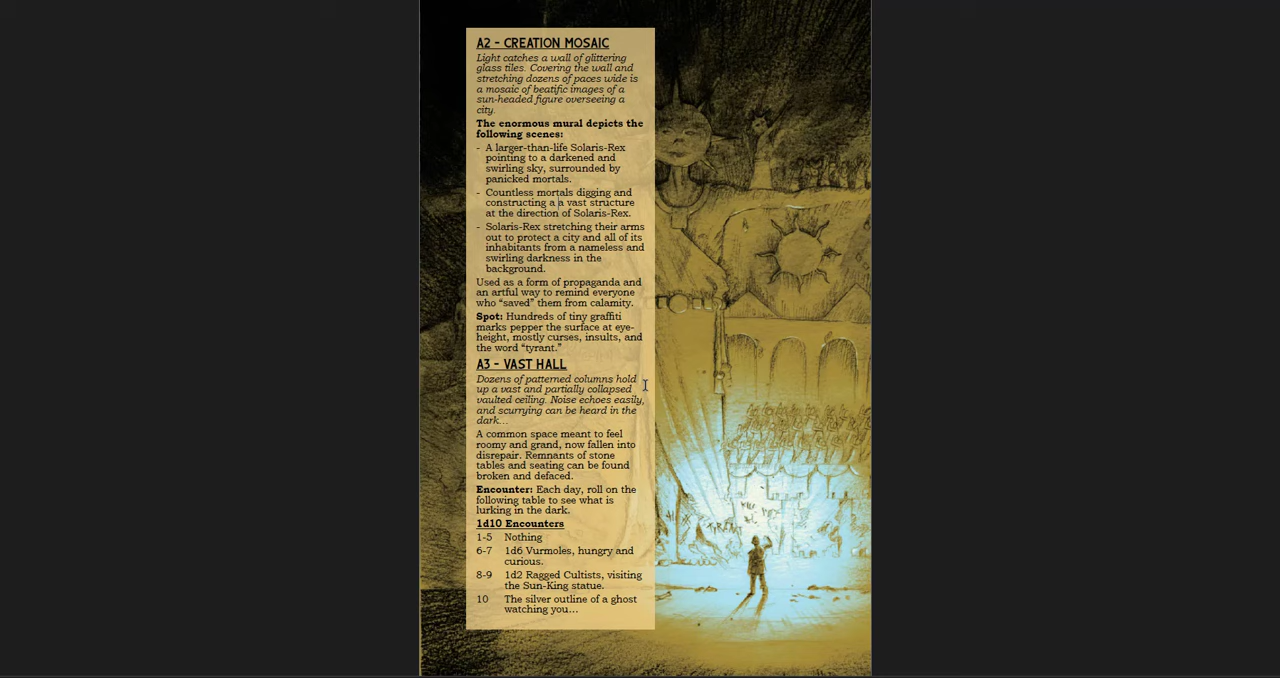 A2 - CREATION MOSAIC
Light catches a wall of glittering
glass tiles. Covering the wall and
stretching dozens of paces wide is
a mosaic of beatific images of a
sun-headed figure overseeing a
city.
The enormous mural depicts the
following scenes:
- A larger-than-life Solaris-Rex
pointing to a darkened and
swirling sky, surrounded by
panicked mortals.
- Countless mortals digging and
constructing a a vast structure
at the direction of Solaris-Rex.
- Solaris-Rex stretching their arms
out to protect a city and all of its
inhabitants from a nameless and
swirling darkness in the
background.
Used as a form of propaganda and
an artful way to remind everyone
who “saved” them from calamity.
Spot: Hundreds of tiny graffiti
marks pepper the surface at eye-
height, mostly curses, insults, and
the word “tyrant.”
A3 - VAST HALL
Dozens of patterned columns hold
up a vast and partially collapsed
vaulted ceiling. Noise echoes easily,
and scurrying can be heard in the
dark...
A common space meant to feel
roomy and grand, now fallen into
disrepair. Remnants of stone
tables and seating can be found
broken and defaced.
Encounter: Each day, roll on the
following table to see what is
lurking in the dark.
1d10 Encounters
1-5 Nothing
6-7 1d6 Vurmoles, hungry and
curious.
8-9 1d2 Ragged Cultists, visiting
the Sun-King statue.
10 The silver outline of a ghost
watching you...